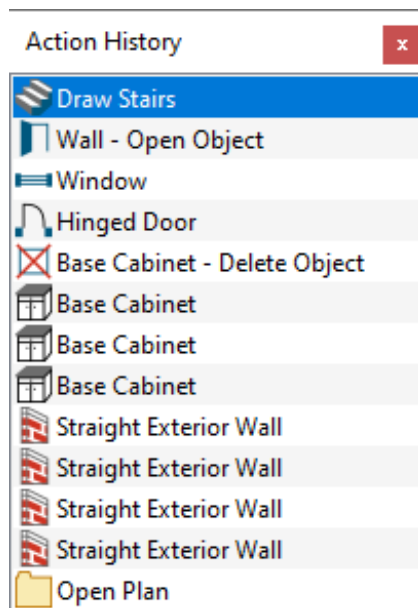 Action History
x
Draw Stairs
Wall - Open Object
Window
Hinged Door
Base Cabinet - Delete Object
Base Cabinet
Base Cabinet
Base Cabinet
Straight Exterior Wall
Straight Exterior Wall
Straight Exterior Wall
Straight Exterior Wall
Open Plan